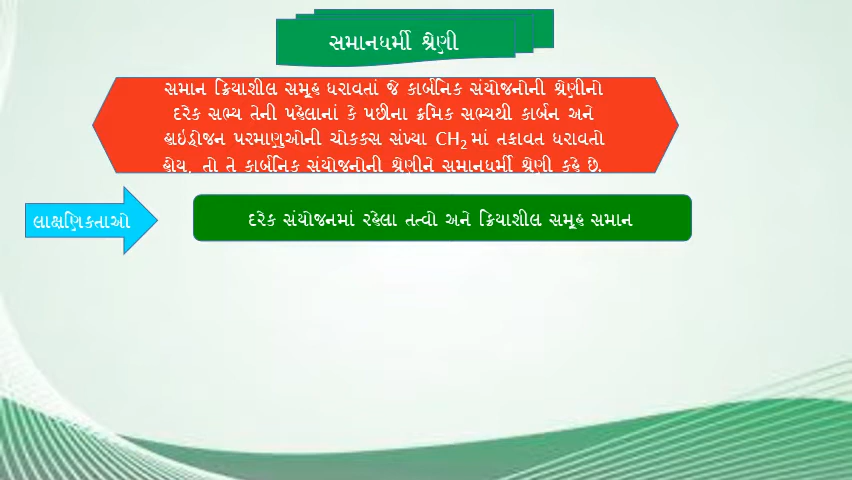 સમાનધર્મી શ્રેણી
સમાન ક્રિયાશીલ સમૂહ ધરાવતાં જે કાર્બનિક સંયોજનોની શ્રેણીનો
દરેક સભ્ય તેની પહેલાનાં કે પછીના ક્રમિક સભ્યથી કાર્બન અને
હાઇડ્રોજન પરમાણુઓની ચોકકસ સંખ્યા CH₂ માં તફાવત ધરાવતો
હોય, તો તે કાર્બનિક સંયોજનોની શ્રેણીને સમાનધર્મી શ્રેણી કહે છે.
લાક્ષણિકતાઓ
દરેક સંયોજનમાં રહેલા તત્વો અને ક્રિયાશીલ સમૂહ સમાન